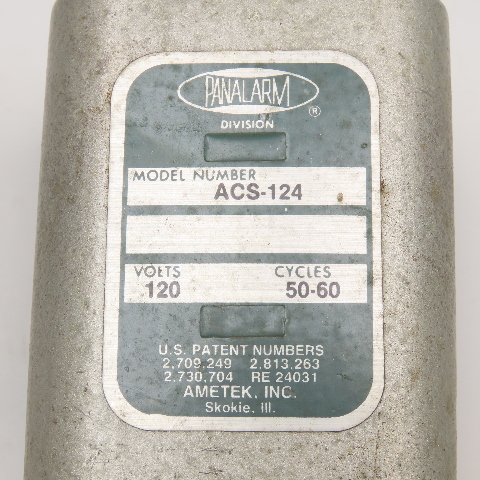 PANALARM
®
DIVISION
MODEL NUMBER
ACS-124
VOLTS CYCLES
120 50-60
U.S. PATENT NUMBERS
2,709,249 2,813,263
2,730,704 RE 24031
AMETEK, INC.
Skokie, Ill.